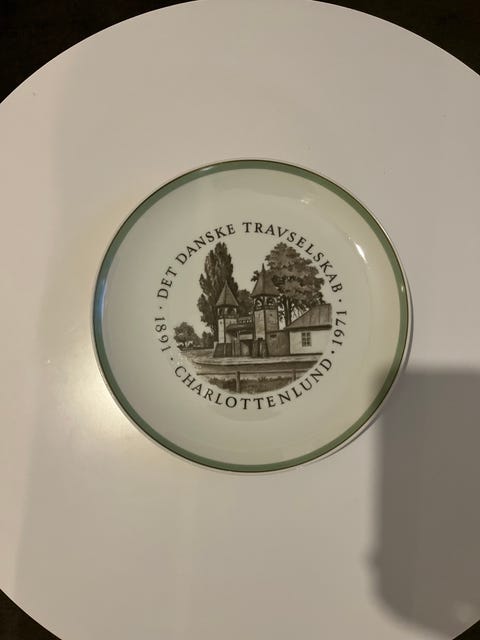 · DET DANSKE TRAVSELSKAB ·
1891 · CHARLOTTENLUND · 1971